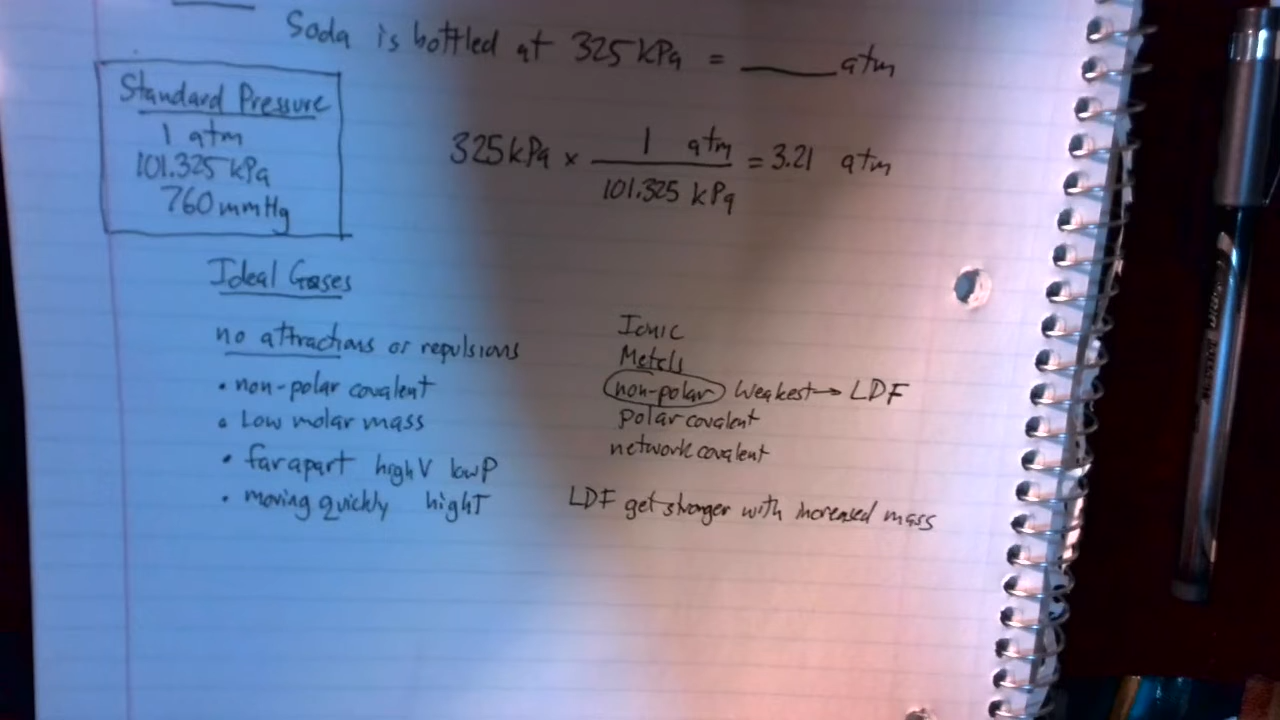 Soda is bottled at 325 kPa = _____ atm
Standard Pressure
1 atm
101.325 kPa
760 mmHg
325 kPa × 1 atm / 101.325 kPa = 3.21 atm
Ideal Gases
no attractions or repulsions
• non-polar covalent
• Low molar mass
• far apart high V low P
• moving quickly high T
Ionic
Metals
non-polar Weakest → LDF
polar covalent
network covalent
LDF get stronger with increased mass